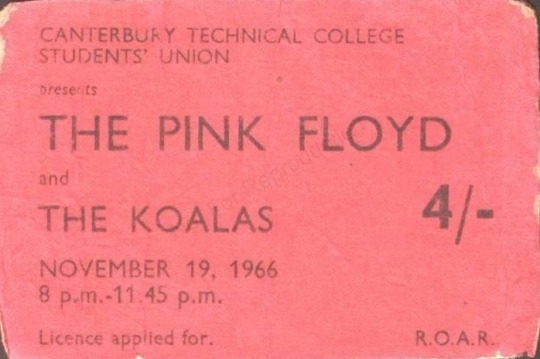 CANTERBURY TECHNICAL COLLEGE
STUDENTS' UNION
presents
THE PINK FLOYD
and
THE KOALAS
4/-
NOVEMBER 19, 1966
8 p.m.-11.45 p.m.
Licence applied for.
R.O.A.R.